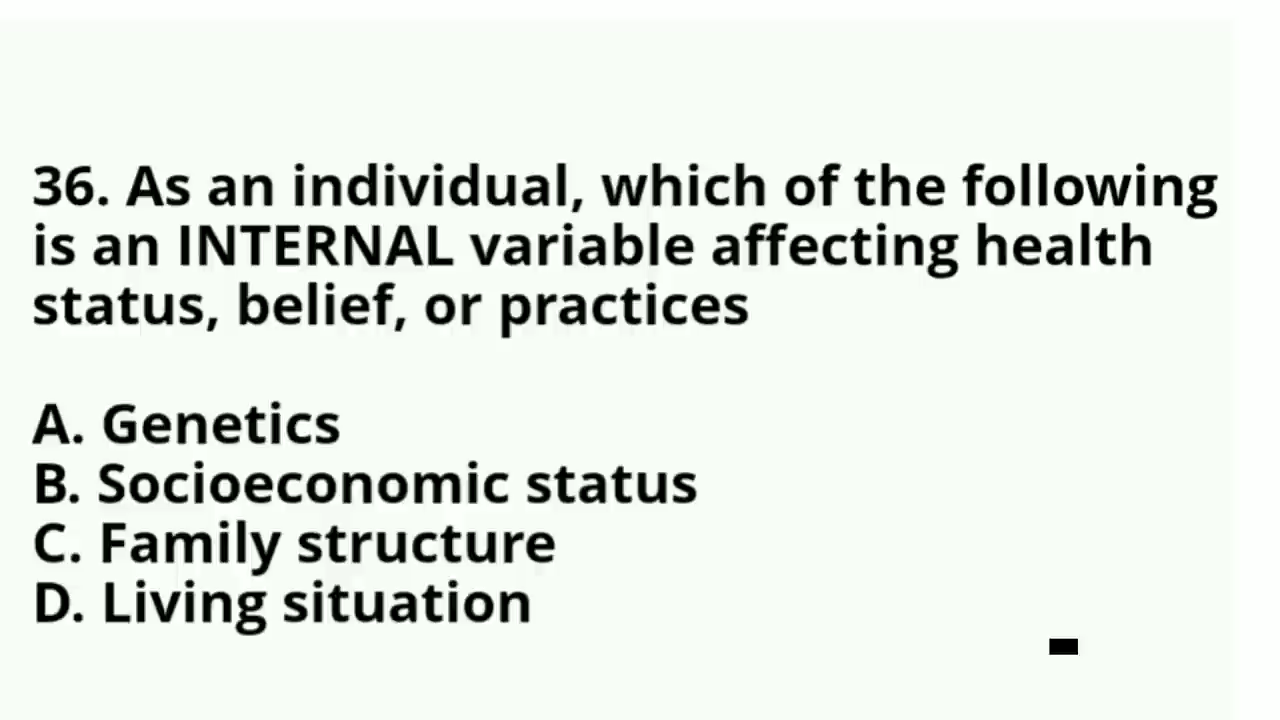 36. As an individual, which of the following
is an INTERNAL variable affecting health
status, belief, or practices
A. Genetics
B. Socioeconomic status
C. Family structure
D. Living situation